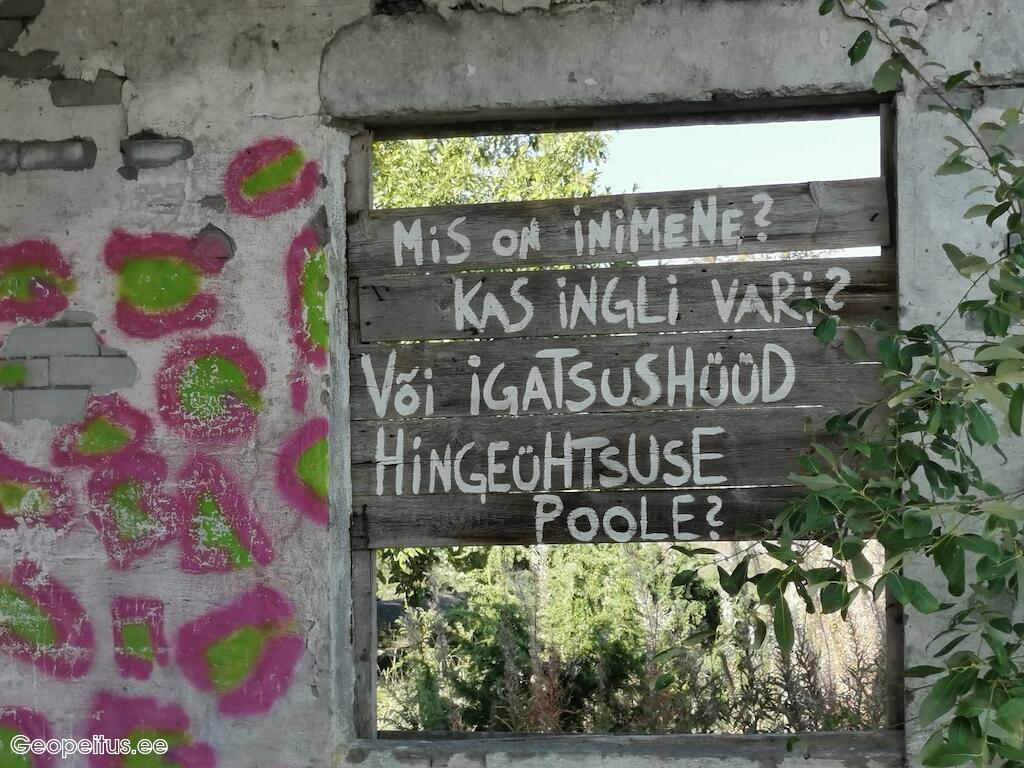 MiS ON iNiMENE?
KAS iNGLi VARi?
Või iGATSUSHÜÜD
HiNGEÜHTSUSE
POOLE?
Geopeitus.ee